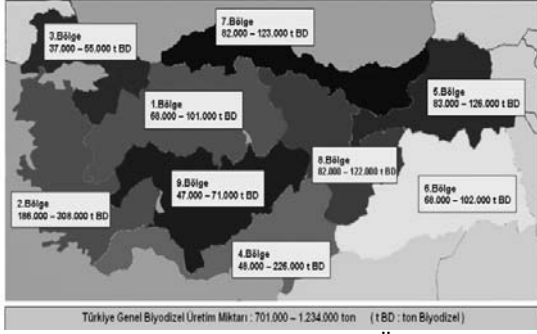 3.Bölge
37.000 – 55.000 t BD
7.Bölge
82.000 – 123.000 t BD
1.Bölge
68.000 – 101.000 t BD
5.Bölge
83.000 – 126.000 t BD
8.Bölge
82.000 – 122.000 t BD
9.Bölge
47.000 – 71.000 t BD
6.Bölge
68.000 – 102.000 t BD
2.Bölge
186.000 – 308.000 t BD
4.Bölge
48.000 – 226.000 t BD
Türkiye Genel Biyodizel Üretim Miktarı : 701.000 – 1.234.000 ton ( t BD : ton Biyodizel )